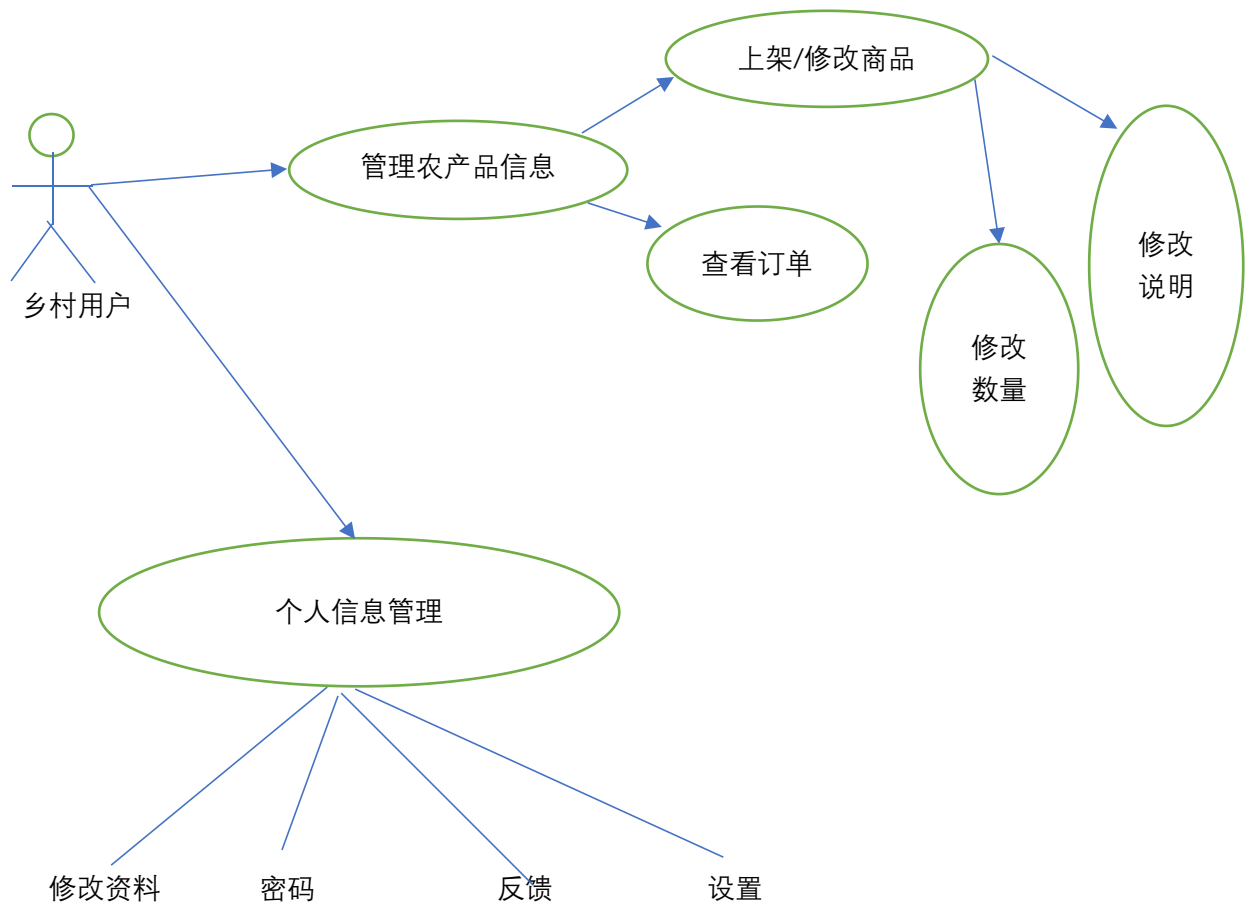 上架/修改商品
管理农产品信息
修改
说明
查看订单
乡村用户
修改
数量
个人信息管理
修改资料
密码
反馈
设置